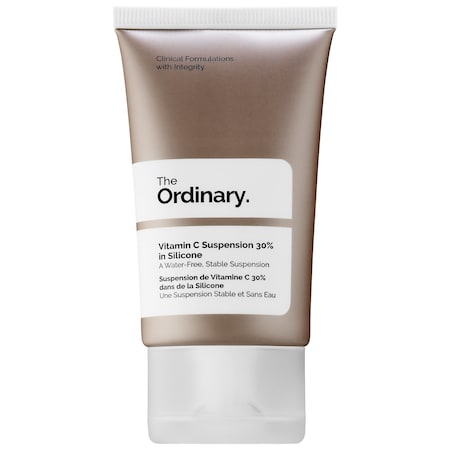 Clinical Formulations
with Integrity.
The
Ordinary.
Vitamin C Suspension 30%
in Silicone
A Water-Free, Stable Suspension
Suspension de Vitamine C 30%
dans de la Silicone
Une Suspension Stable et Sans Eau